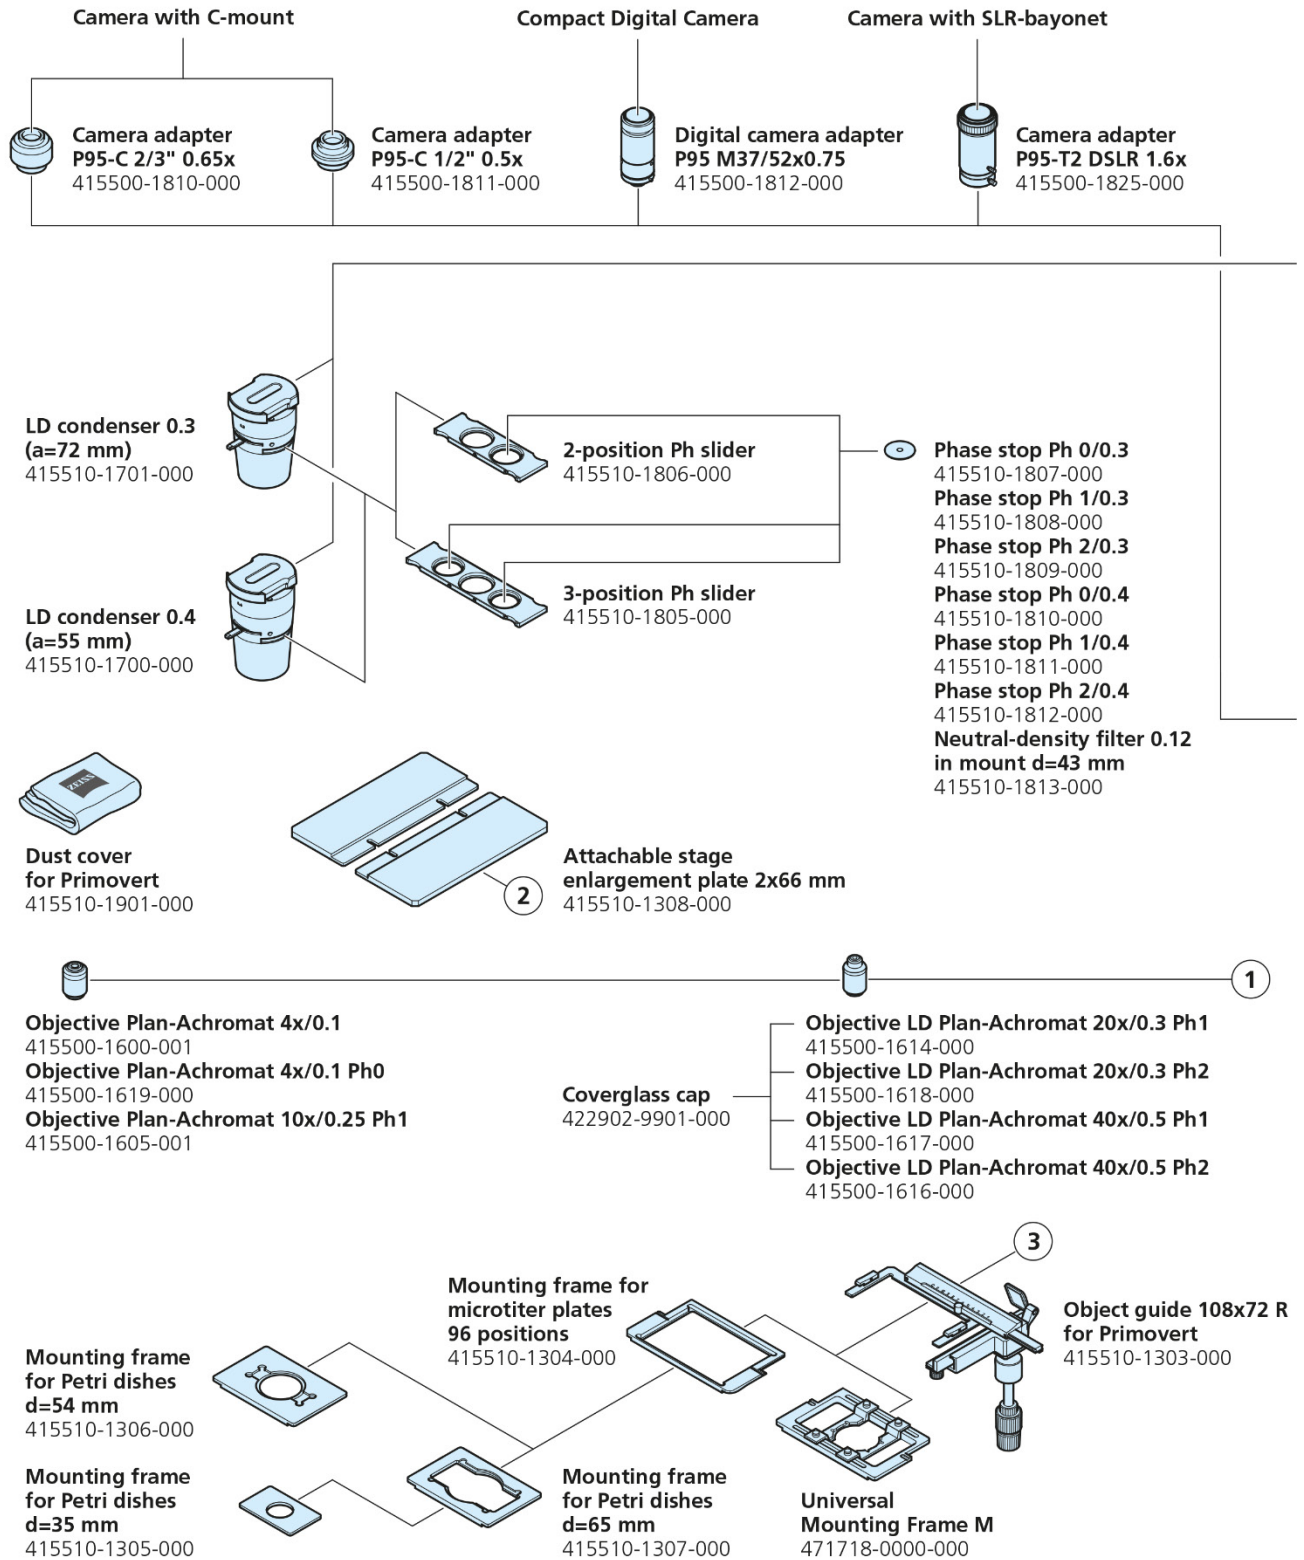 Camera with C-mount
Compact Digital Camera
Camera with SLR-bayonet
Camera adapter
P95-C 2/3" 0.65x
415500-1810-000
Camera adapter
P95-C 1/2" 0.5x
415500-1811-000
Digital camera adapter
P95 M37/52x0.75
415500-1812-000
Camera adapter
P95-T2 DSLR 1.6x
415500-1825-000
LD condenser 0.3
(a=72 mm)
415510-1701-000
2-position Ph slider
415510-1806-000
Phase stop Ph 0/0.3
415510-1807-000
Phase stop Ph 1/0.3
415510-1808-000
Phase stop Ph 2/0.3
415510-1809-000
Phase stop Ph 0/0.4
415510-1810-000
Phase stop Ph 1/0.4
415510-1811-000
Phase stop Ph 2/0.4
415510-1812-000
Neutral-density filter 0.12
in mount d=43 mm
415510-1813-000
3-position Ph slider
415510-1805-000
LD condenser 0.4
(a=55 mm)
415510-1700-000
ZEISS
Dust cover
for Primovert
415510-1901-000
2
Attachable stage
enlargement plate 2x66 mm
415510-1308-000
1
Objective Plan-Achromat 4x/0.1
415500-1600-001
Objective Plan-Achromat 4x/0.1 Ph0
415500-1619-000
Objective Plan-Achromat 10x/0.25 Ph1
415500-1605-001
Coverglass cap
422902-9901-000
Objective LD Plan-Achromat 20x/0.3 Ph1
415500-1614-000
Objective LD Plan-Achromat 20x/0.3 Ph2
415500-1618-000
Objective LD Plan-Achromat 40x/0.5 Ph1
415500-1617-000
Objective LD Plan-Achromat 40x/0.5 Ph2
415500-1616-000
3
Mounting frame for
microtiter plates
96 positions
415510-1304-000
Object guide 108x72 R
for Primovert
415510-1303-000
Mounting frame
for Petri dishes
d=54 mm
415510-1306-000
Mounting frame
for Petri dishes
d=35 mm
415510-1305-000
Mounting frame
for Petri dishes
d=65 mm
415510-1307-000
Universal
Mounting Frame M
471718-0000-000